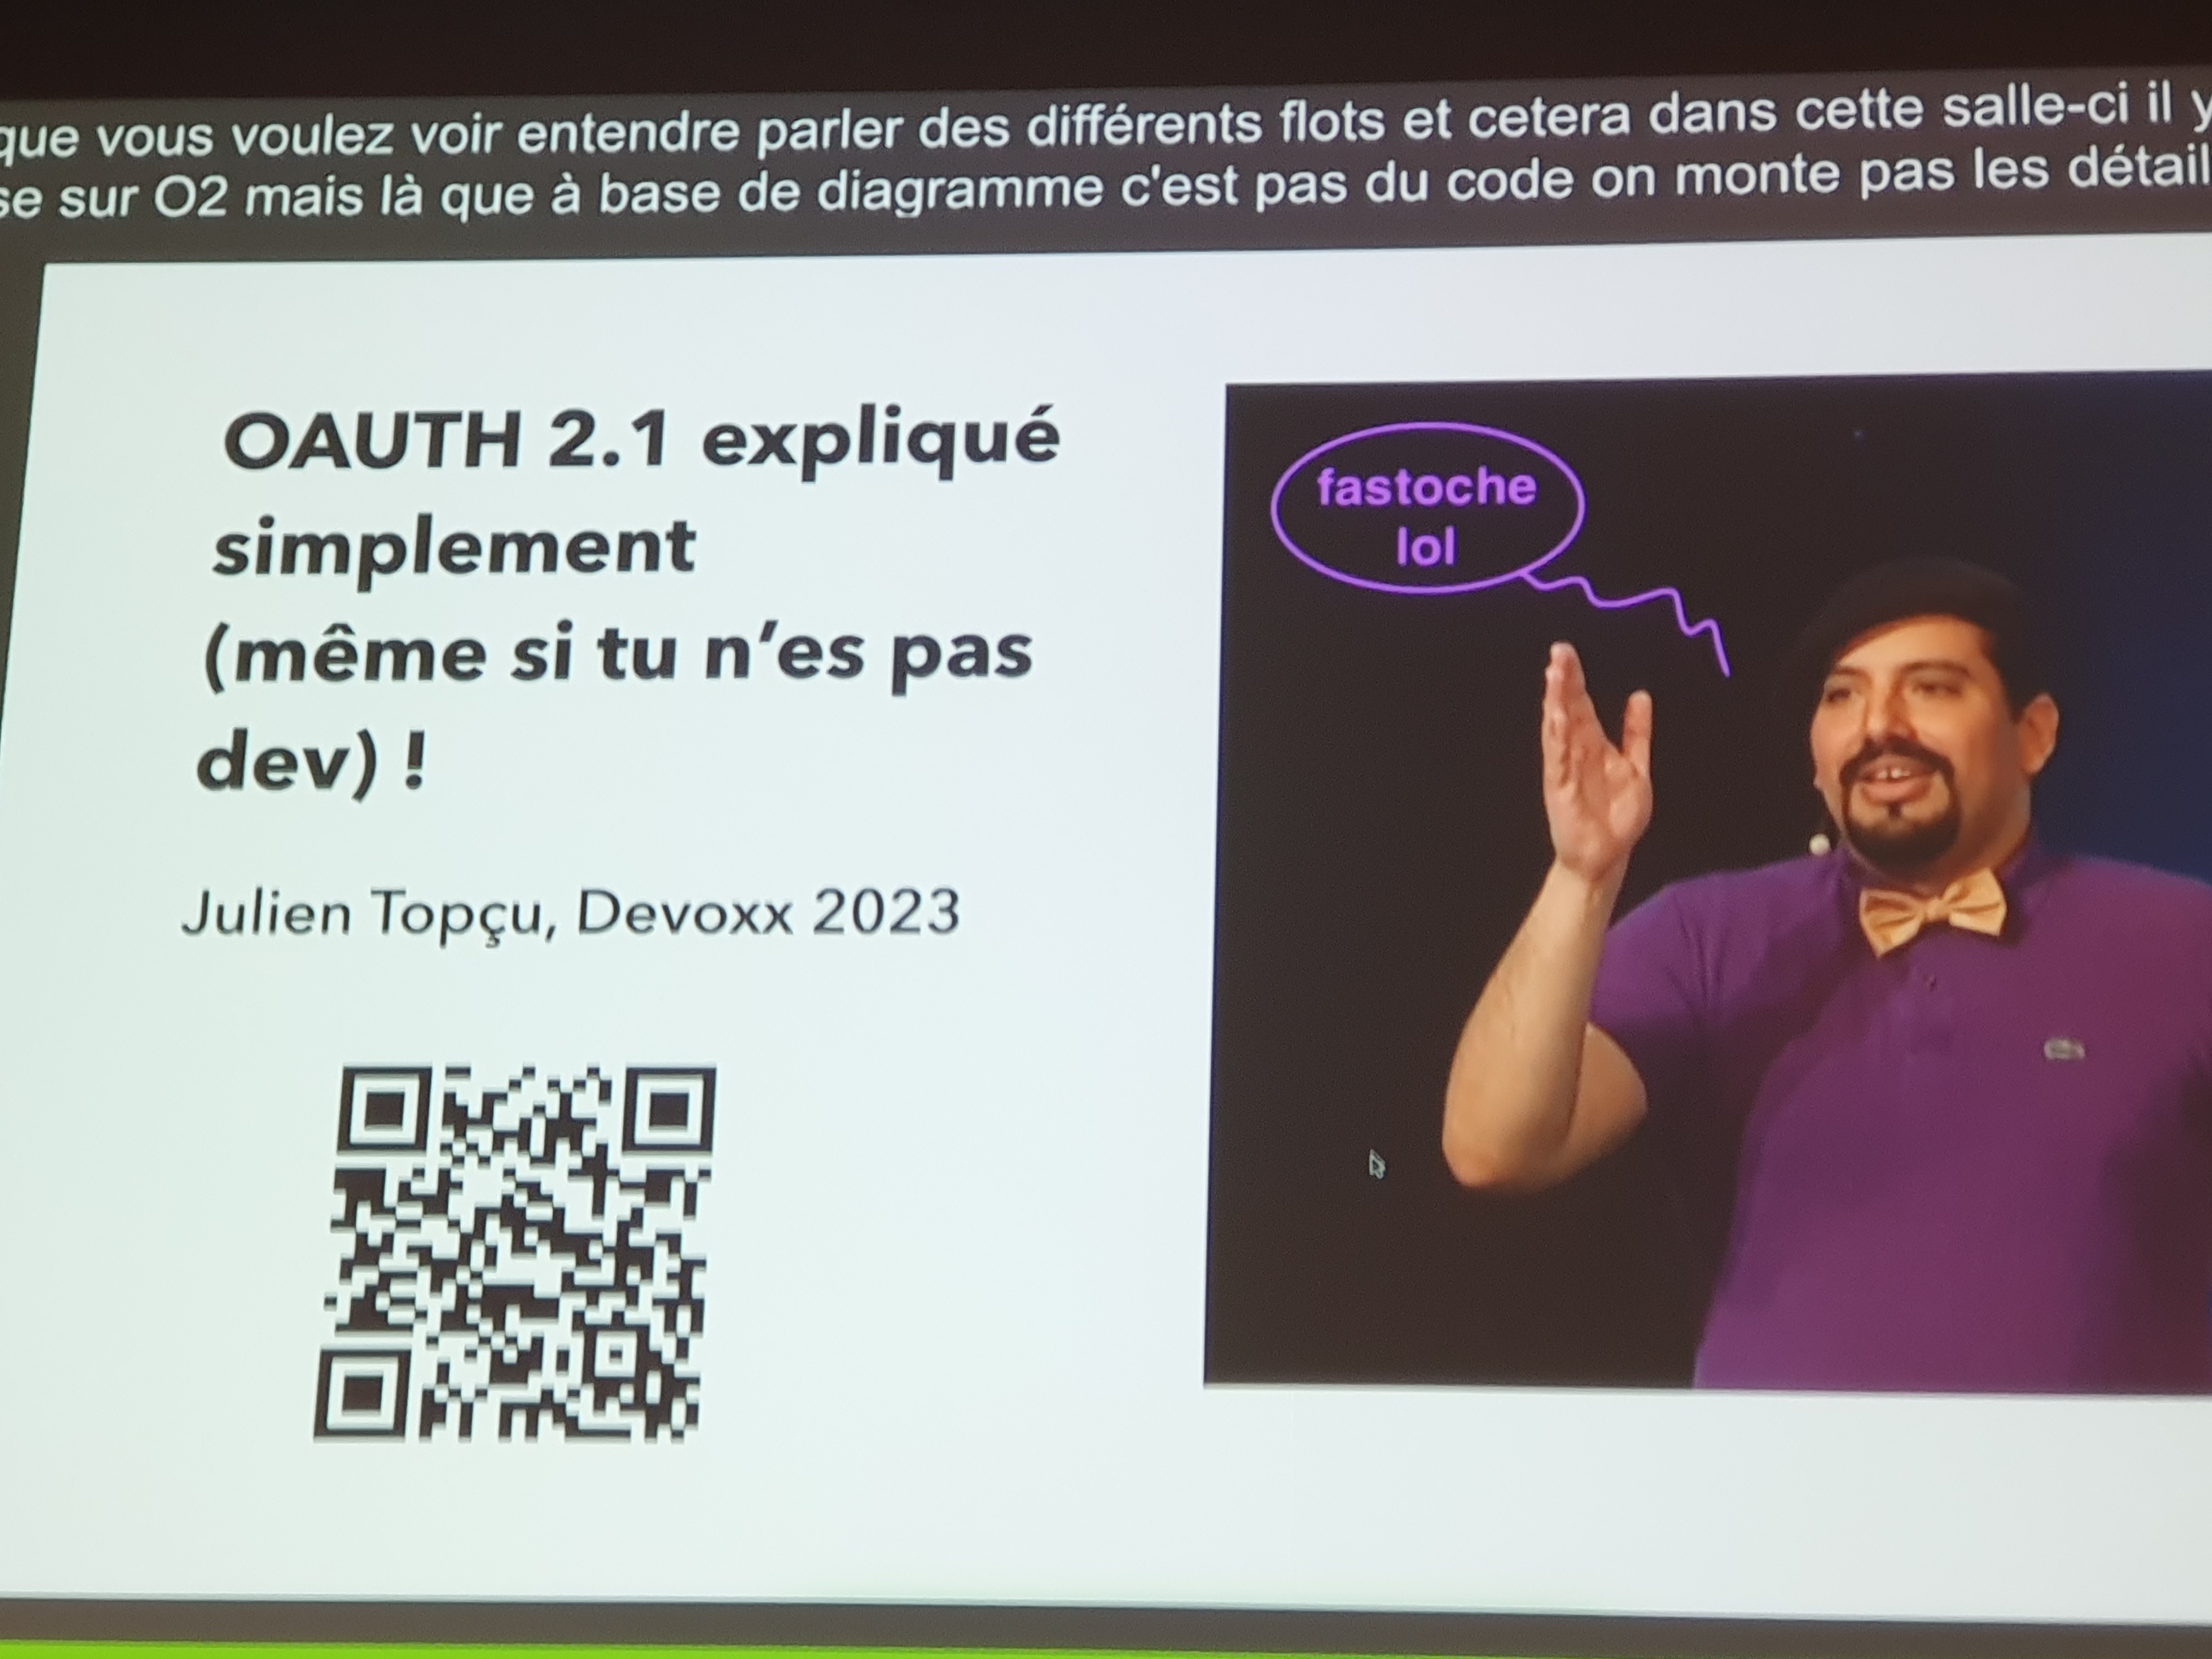 que vous voulez voir entendre parler des différents flots et cetera dans cette salle-ci il y
se sur O2 mais là que à base de diagramme c'est pas du code on monte pas les détail
OAUTH 2.1 expliqué
simplement
(même si tu n’es pas
dev) !
Julien Topçu, Devoxx 2023
fastoche
lol